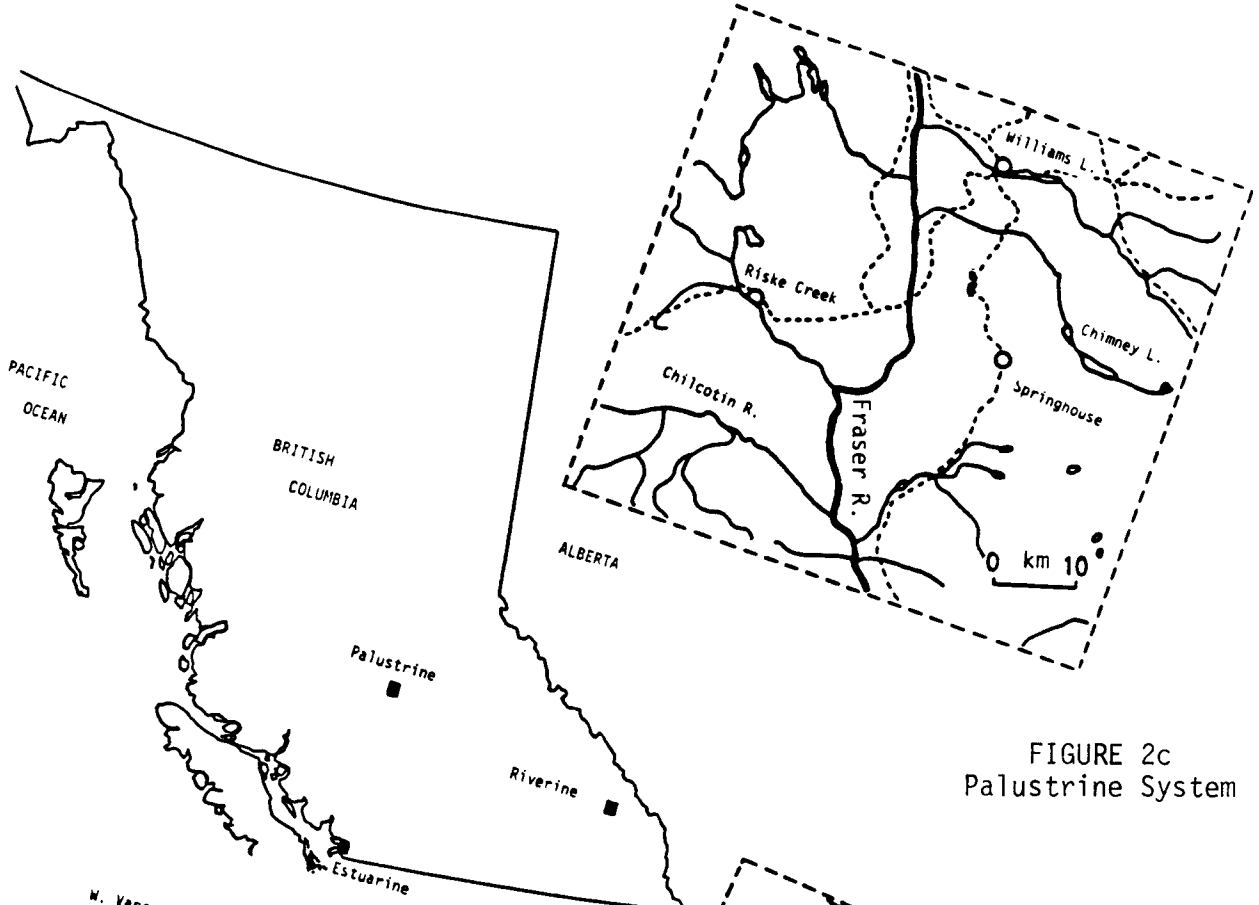 Williams L.
Riske Creek
Chimney L.
Chilcotin R.
Springhouse
Fraser R.
0 km 10
PACIFIC
OCEAN
BRITISH
COLUMBIA
ALBERTA
Palustrine
Riverine
Estuarine
FIGURE 2c
Palustrine System